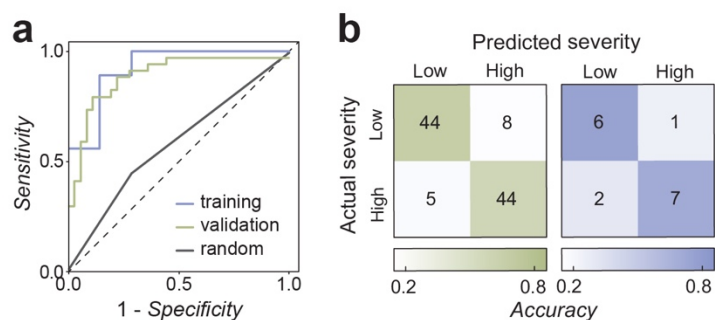 a
1.0
0.5
0.0
0.0 0.5 1.0
Sensitivity
1 - Specificity
training
validation
random
b
Predicted severity
Low High Low High
Actual severity
Low
High
44 8
5 44
6 1
2 7
0.2 0.8 0.2 0.8
Accuracy